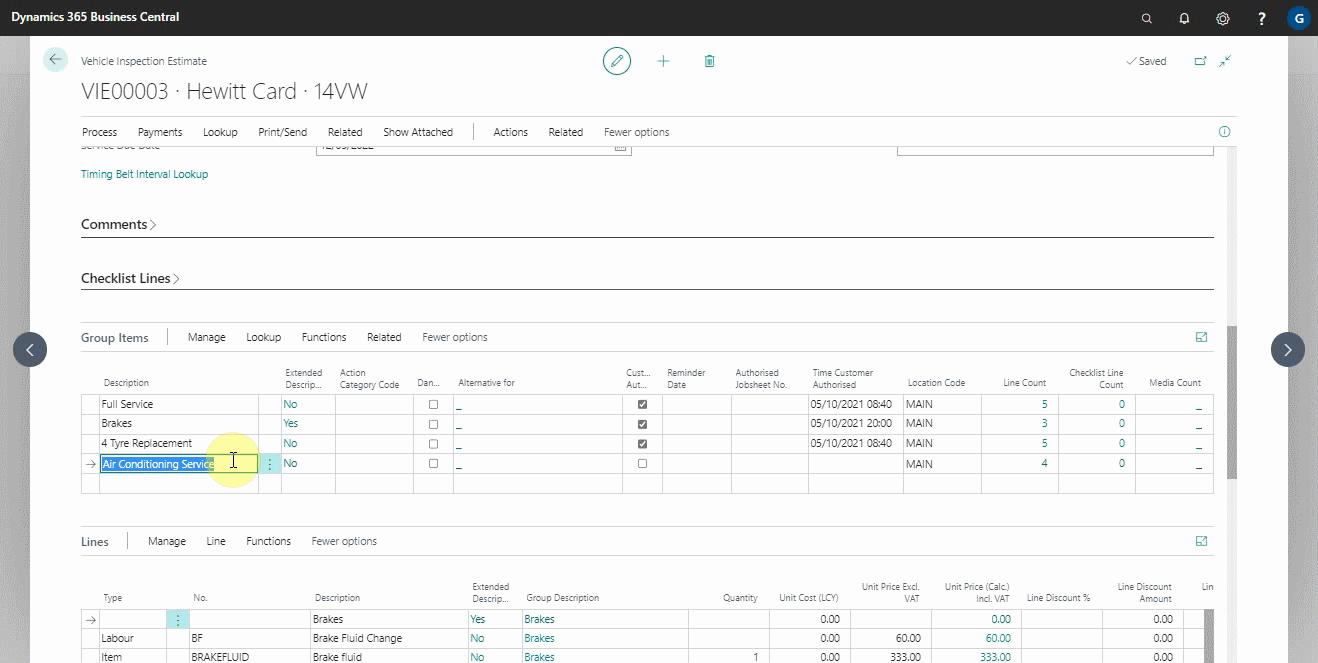 Dynamics 365 Business Central
? G
Vehicle Inspection Estimate
Saved
VIE00003 · Hewitt Card · 14VW
Process Payments Lookup Print/Send Related Show Attached Actions Related Fewer options
Service Due Date
Timing Belt Interval Lookup
Comments
Checklist Lines
Group Items Manage Lookup Functions Related Fewer options
Description Extended Descrip... Action Category Code Dan... Alternative for Cust... Aut... Reminder Date Authorised Jobsheet No. Time Customer Authorised Location Code Line Count Checklist Line Count Media Count
Full Service No _ 05/10/2021 08:40 MAIN 5 0 _
Brakes Yes _ 05/10/2021 20:00 MAIN 3 0 _
4 Tyre Replacement No _ 05/10/2021 08:40 MAIN 5 0 _
Air Conditioning Service No _ MAIN 4 0 _
Lines Manage Line Functions Fewer options
Type No. Description Extended Descrip... Group Description Quantity Unit Cost (LCY) Unit Price Excl. VAT Unit Price (Calc.) Incl. VAT Line Discount % Line Discount Amount Lin
Brakes Yes Brakes 0.00 0.00 0.00
Labour BF Brake Fluid Change No Brakes 0.00 60.00 60.00 0.00
Item BRAKEFLUID Brake fluid No Brakes 1 0.00 333.00 333.00 0.00